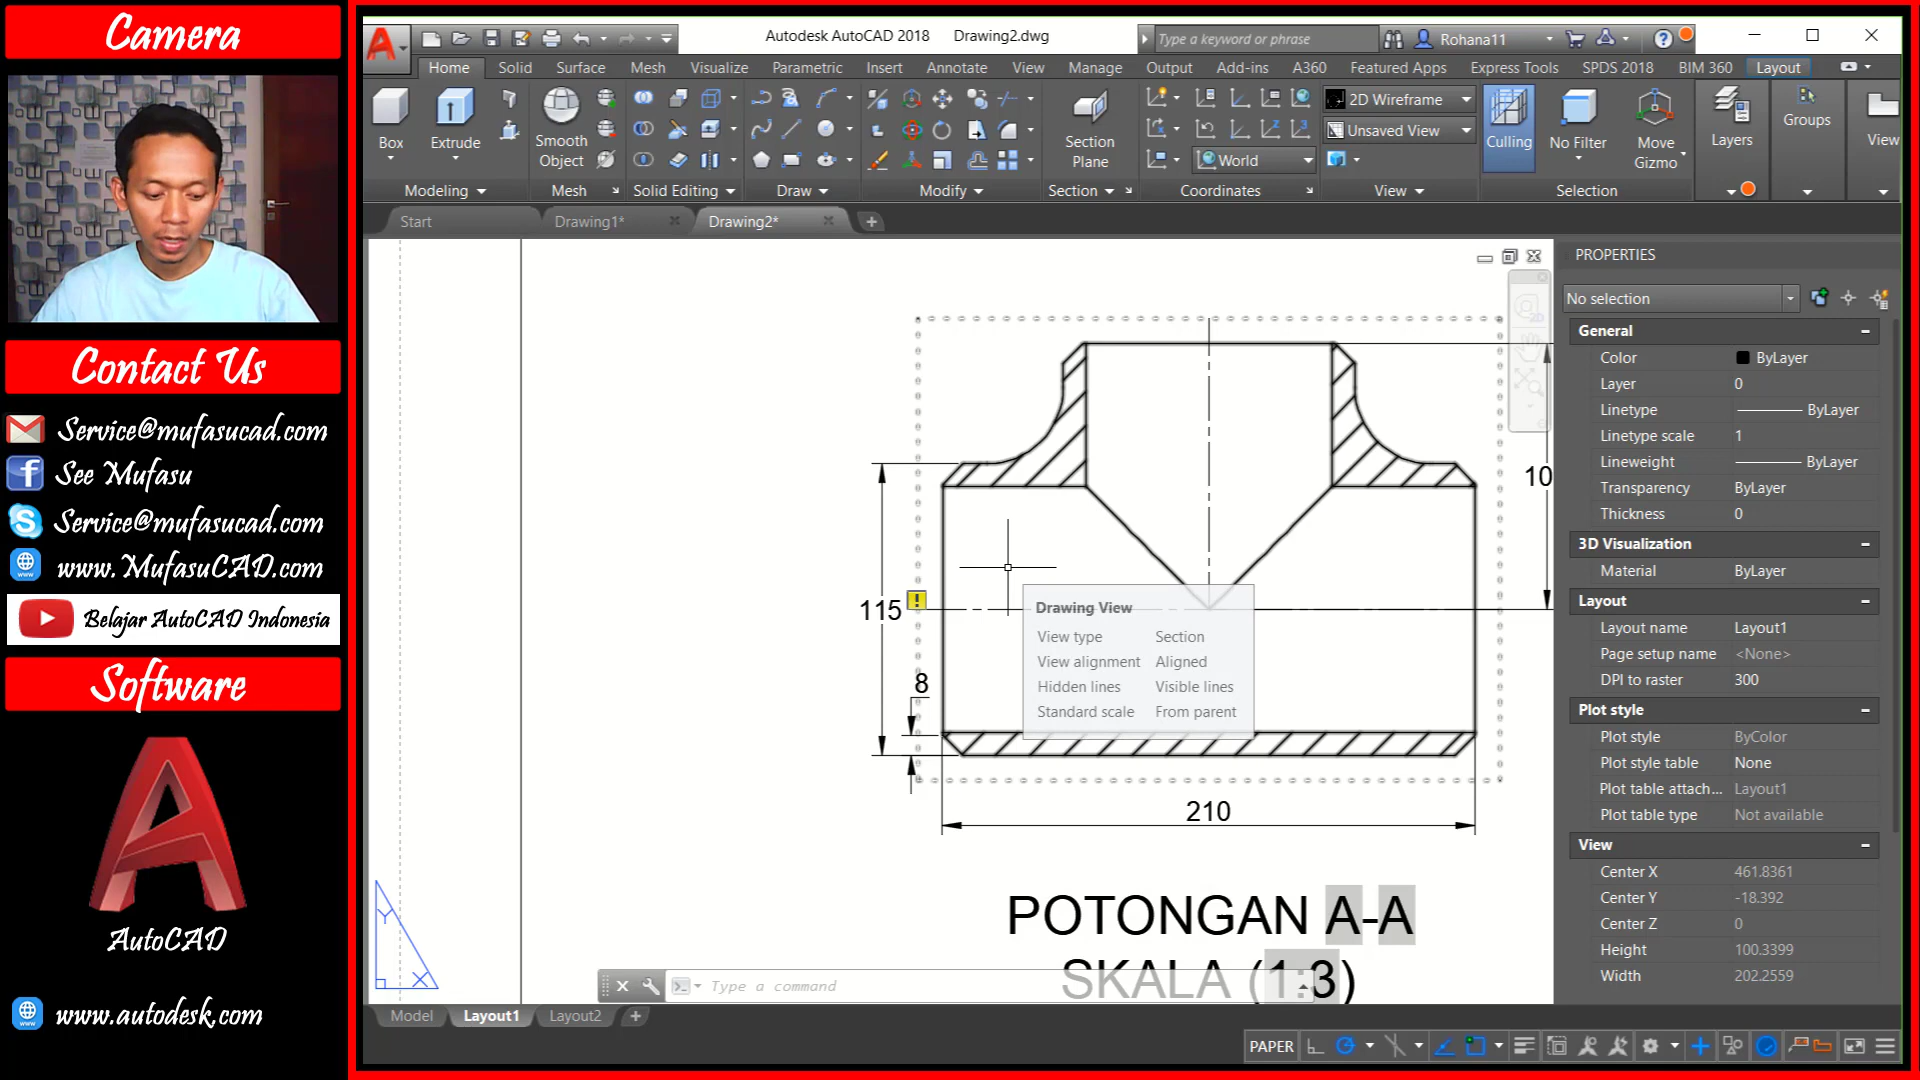 Camera
Contact Us
Service@mufasucad.com
See Mufasu
Service@mufasucad.com
www.MufasuCAD.com
Belajar AutoCAD Indonesia
Software
AutoCAD
www.autodesk.com
Autodesk AutoCAD 2018 Drawing2.dwg
Type a keyword or phrase
Rohana11
Home Solid Surface Mesh Visualize Parametric Insert Annotate View Manage Output Add-ins A360 Featured Apps Express Tools SPDS 2018 BIM 360 Layout
Box
Extrude
Smooth Object
Section Plane
World
2D Wireframe
Unsaved View
Culling
No Filter
Move Gizmo
Layers
Groups
View
Modeling Mesh Solid Editing Draw Modify Section Coordinates View Selection
Start Drawing1* Drawing2*
115
8
210
10
Drawing View
View type Section
View alignment Aligned
Hidden lines Visible lines
Standard scale From parent
POTONGAN A-A
SKALA (1:3)
Y
X
Type a command
Model Layout1 Layout2
PAPER
PROPERTIES
No selection
General
Color ByLayer
Layer 0
Linetype ByLayer
Linetype scale 1
Lineweight ByLayer
Transparency ByLayer
Thickness 0
3D Visualization
Material ByLayer
Layout
Layout name Layout1
Page setup name <None>
DPI to raster 300
Plot style
Plot style ByColor
Plot style table None
Plot table attach... Layout1
Plot table type Not available
View
Center X 461.8361
Center Y -18.392
Center Z 0
Height 100.3399
Width 202.2559